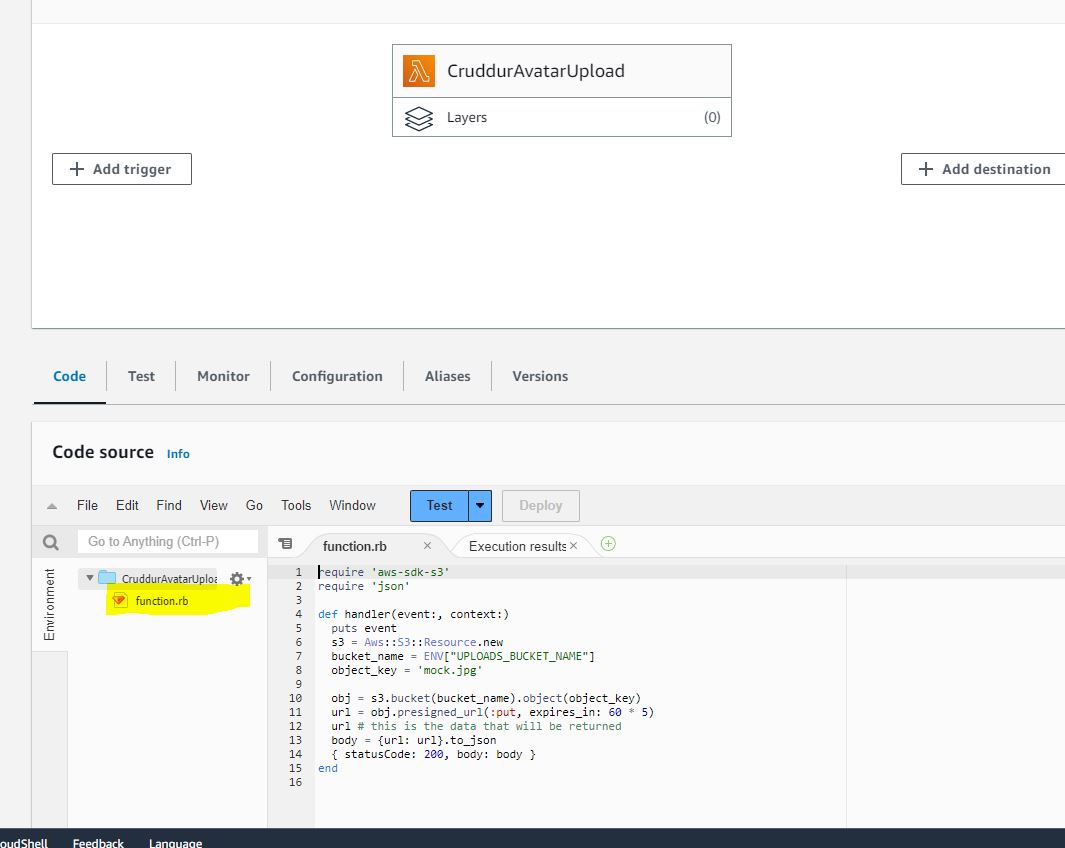 CruddurAvatarUpload
Layers (0)
Add trigger
Add destination
Code Test Monitor Configuration Aliases Versions
Code source Info
File Edit Find View Go Tools Window Test Deploy
Go to Anything (Ctrl-P)
function.rb × Execution results ×
Environment
CruddurAvatarUploa
function.rb
1 require 'aws-sdk-s3'
2 require 'json'
3
4 def handler(event:, context:)
5 puts event
6 s3 = Aws::S3::Resource.new
7 bucket_name = ENV["UPLOADS_BUCKET_NAME"]
8 object_key = 'mock.jpg'
9
10 obj = s3.bucket(bucket_name).object(object_key)
11 url = obj.presigned_url(:put, expires_in: 60 * 5)
12 url # this is the data that will be returned
13 body = {url: url}.to_json
14 { statusCode: 200, body: body }
15 end
16
oudShell Feedback Language